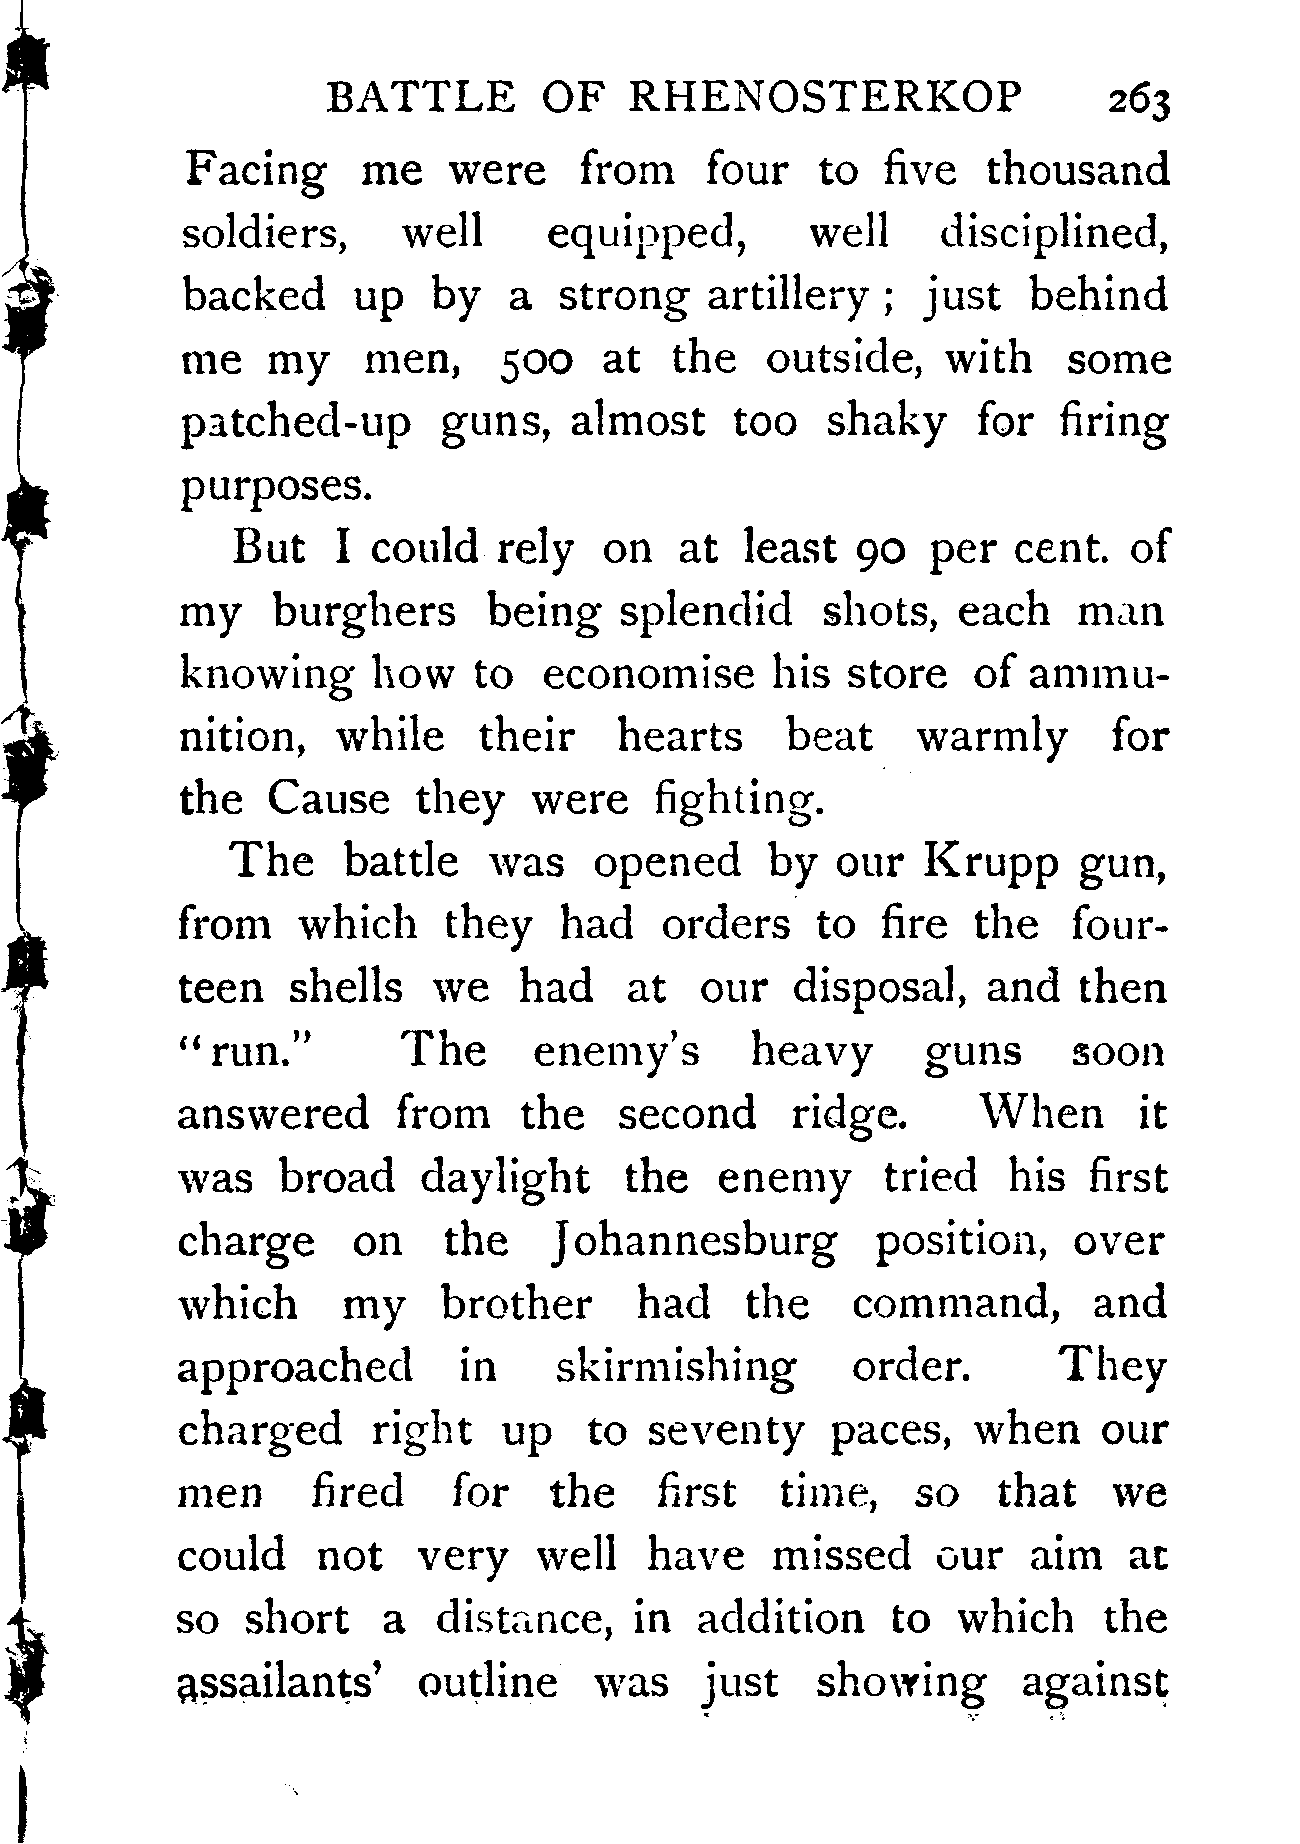 BATTLE OF RHENOSTERKOP 263
Facing me were from four to five thousand
soldiers, well equipped, well disciplined,
backed up by a strong artillery ; just behind
me my men, 500 at the outside, with some
patched-up guns, almost too shaky for firing
purposes.
But I could rely on at least 90 per cent. of
my burghers being splendid shots, each man
knowing how to economise his store of ammu-
nition, while their hearts beat warmly for
the Cause they were fighting.
The battle was opened by our Krupp gun,
from which they had orders to fire the four-
teen shells we had at our disposal, and then
“run.” The enemy's heavy guns soon
answered from the second ridge. When it
was broad daylight the enemy tried his first
charge on the Johannesburg position, over
which my brother had the command, and
approached in skirmishing order. They
charged right up to seventy paces, when our
men fired for the first time, so that we
could not very well have missed our aim at
so short a distance, in addition to which the
assailants' outline was just showing against